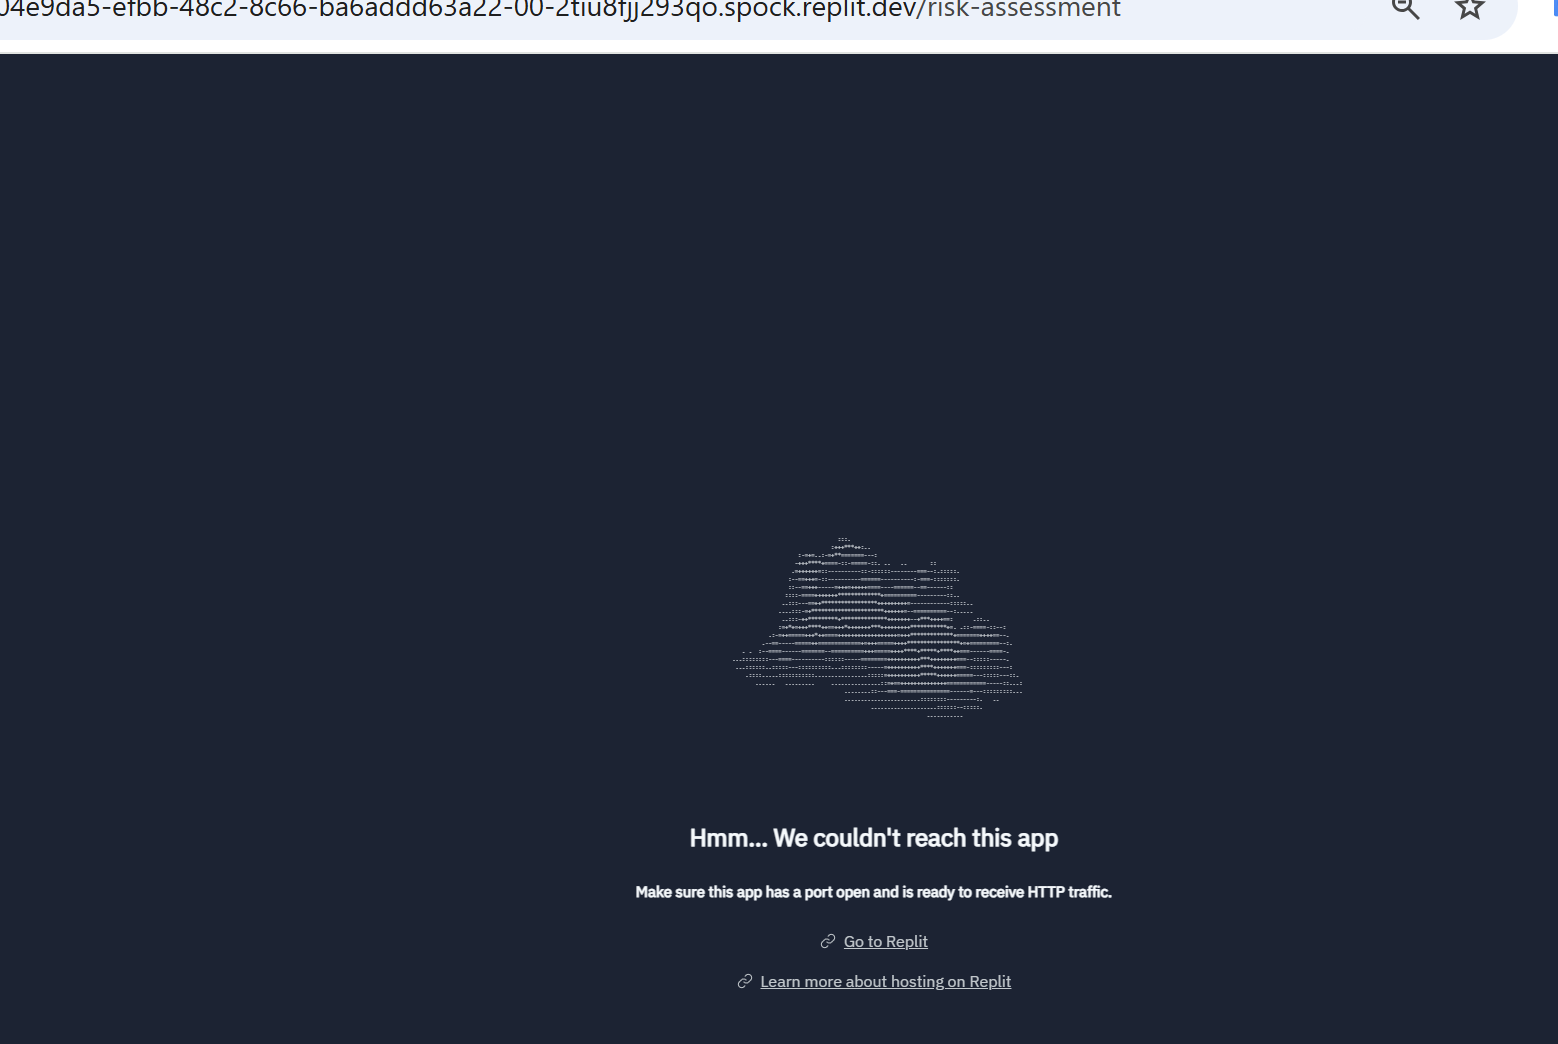 04e9da5-efbb-48c2-8c66-ba6addd63a22-00-2tiu8fjj293qo.spock.replit.dev/risk-assessment
Hmm... We couldn't reach this app
Make sure this app has a port open and is ready to receive HTTP traffic.
Go to Replit
Learn more about hosting on Replit